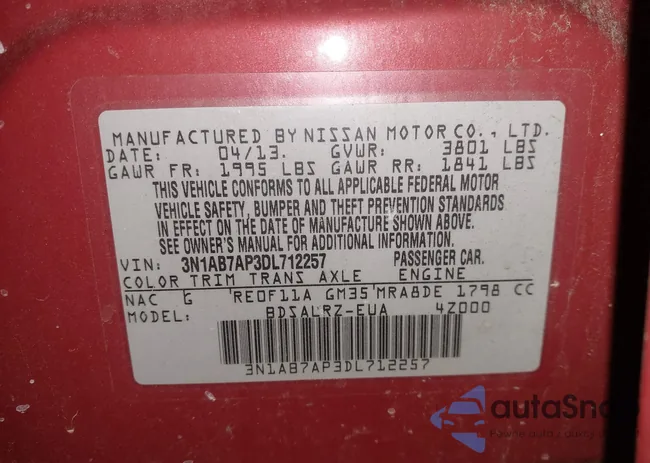 MANUFACTURED BY NISSAN MOTOR CO., LTD.
DATE: 04/13. GVWR: 3801 LBS
GAWR FR: 1995 LBS GAWR RR: 1841 LBS
THIS VEHICLE CONFORMS TO ALL APPLICABLE FEDERAL MOTOR
VEHICLE SAFETY, BUMPER AND THEFT PREVENTION STANDARDS
IN EFFECT ON THE DATE OF MANUFACTURE SHOWN ABOVE.
SEE OWNER'S MANUAL FOR ADDITIONAL INFORMATION.
VIN: 3N1AB7AP3DL712257 PASSENGER CAR.
COLOR TRIM TRANS AXLE ENGINE
NAC G RE0F11A GM35 MRA8DE 1798 CC
MODEL: BDSALRZ-EUA 4Z000
3N1AB7AP3DL712257